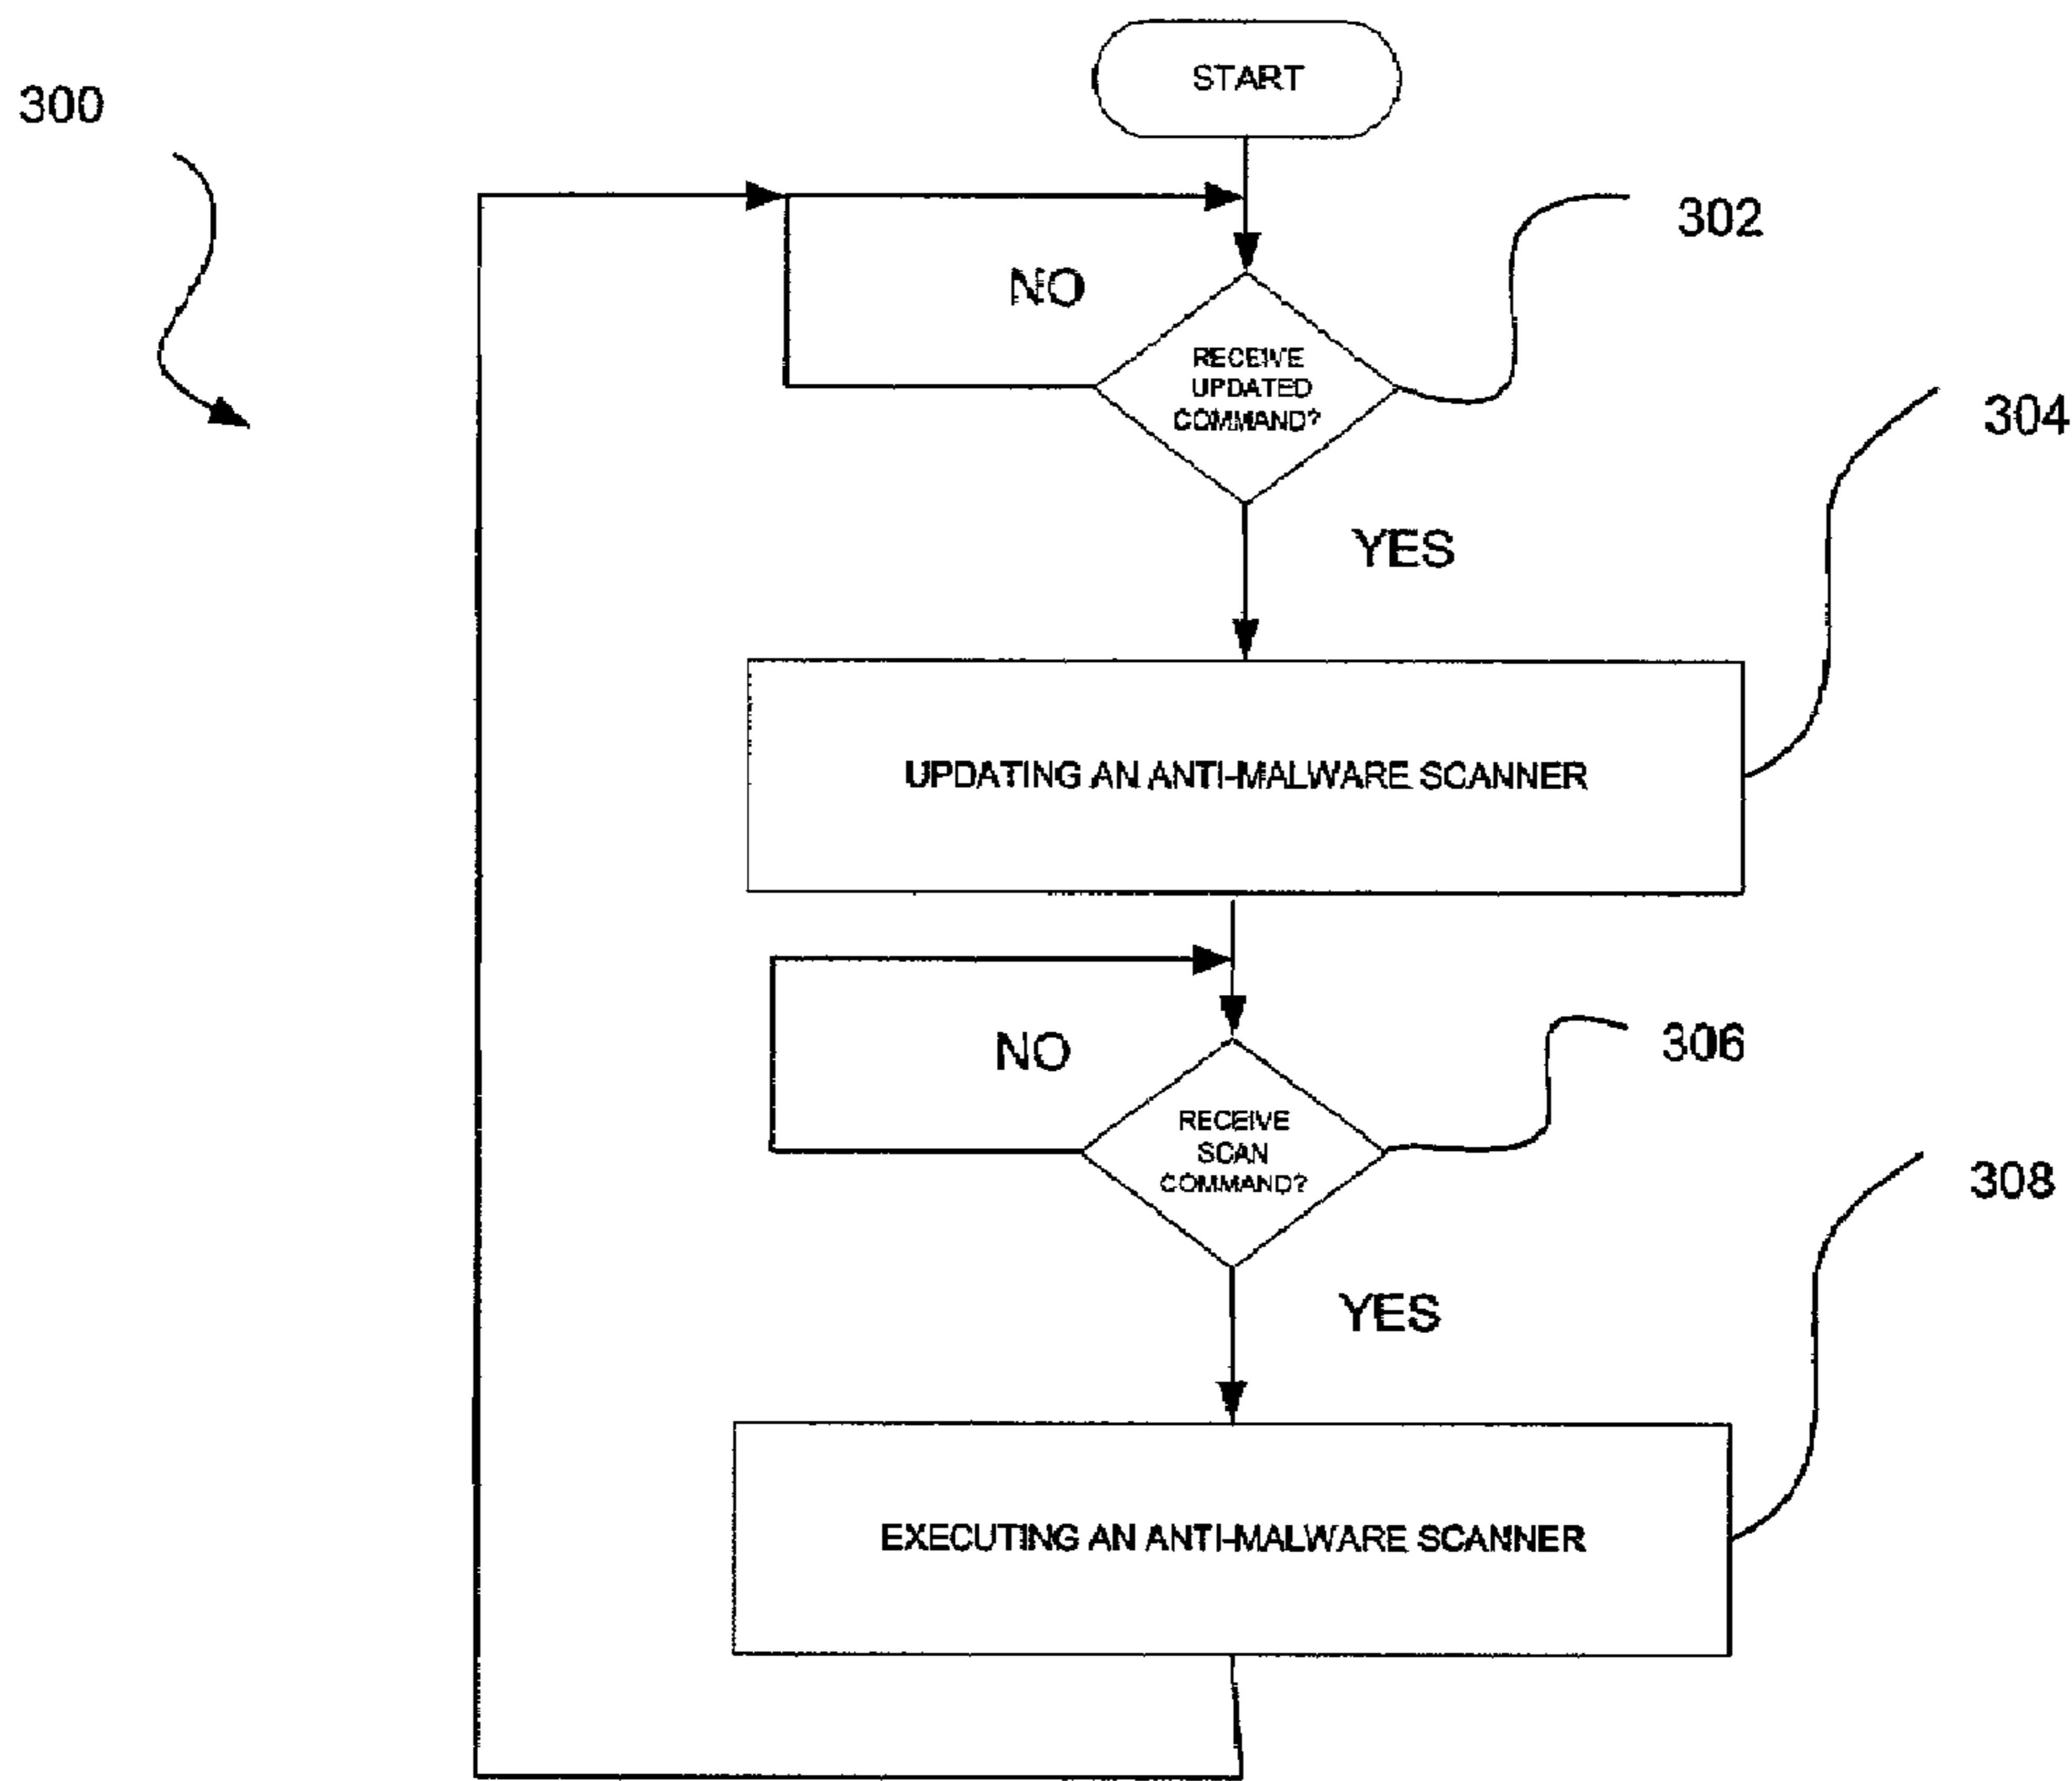 START
300
302
NO
RECEIVE
UPDATED
COMMAND?
304
YES
UPDATING AN ANTI-MALWARE SCANNER
306
NO
RECEIVE
SCAN
COMMAND?
308
YES
EXECUTING AN ANTI-MALWARE SCANNER